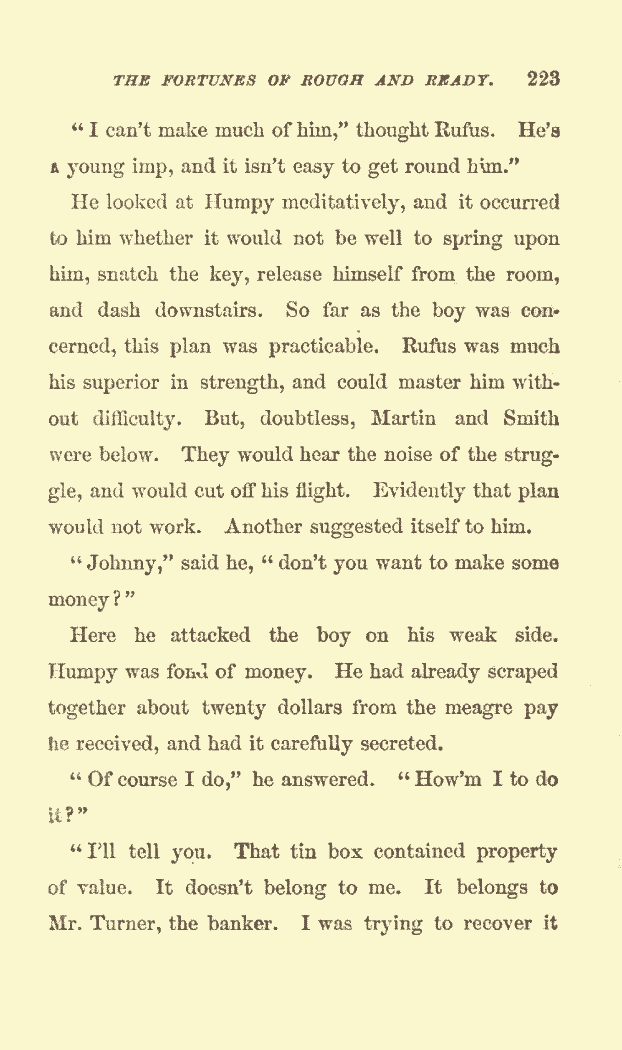 THE FORTUNES OF ROUGH AND READY. 223
“ I can’t make much of him,” thought Rufus. He’s
a young imp, and it isn’t easy to get round him.”
He looked at Humpy meditatively, and it occurred
to him whether it would not be well to spring upon
him, snatch the key, release himself from the room,
and dash downstairs. So far as the boy was con-
cerned, this plan was practicable. Rufus was much
his superior in strength, and could master him with-
out difficulty. But, doubtless, Martin and Smith
were below. They would hear the noise of the strug-
gle, and would cut off his flight. Evidently that plan
would not work. Another suggested itself to him.
“ Johnny,” said he, “ don’t you want to make some
money ? ”
Here he attacked the boy on his weak side.
Humpy was fond of money. He had already scraped
together about twenty dollars from the meagre pay
he received, and had it carefully secreted.
“ Of course I do,” he answered. “ How’m I to do
it ? ”
“ I’ll tell you. That tin box contained property
of value. It doesn’t belong to me. It belongs to
Mr. Turner, the banker. I was trying to recover it